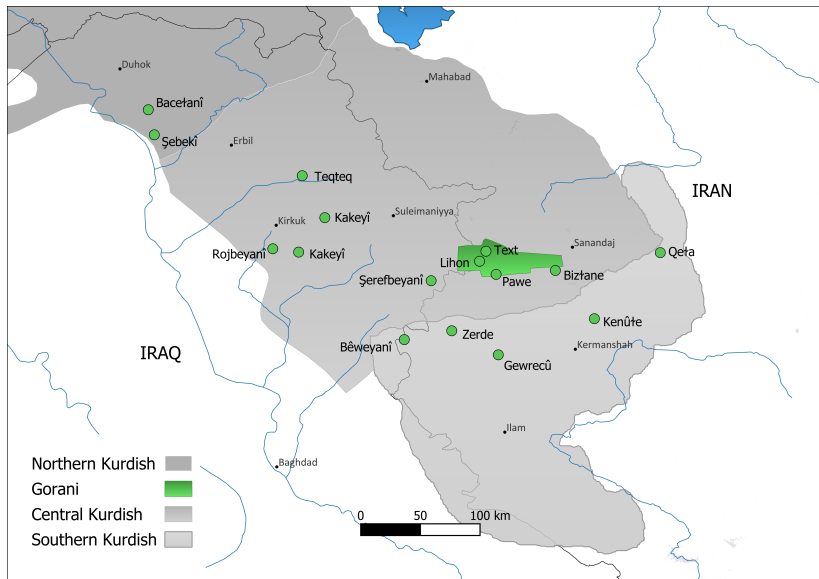 Duhok
Mahabad
Bacełanî
Şebekî
Erbil
Teqteq
IRAN
Kirkuk
Kakeyî
Suleimaniyya
Rojbeyanî
Kakeyî
Text
Sanandaj
Qeła
Lihon
Şerefbeyanî
Pawe
Bizłane
Kenûłe
Zerde
IRAQ
Bêweyanî
Kermanshah
Gewrecû
Ilam
Baghdad
Northern Kurdish
Gorani
Central Kurdish
Southern Kurdish
0 50 100 km